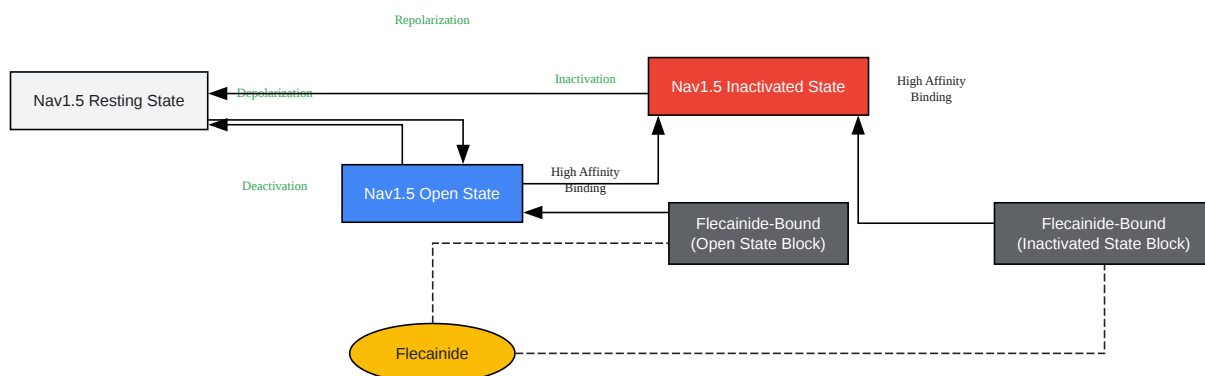 Repolarization
Inactivation
Nav1.5 Inactivated State
High Affinity
Binding
Nav1.5 Resting State
Depolarization
High Affinity
Binding
Deactivation
Nav1.5 Open State
Flecainide-Bound
(Open State Block)
Flecainide-Bound
(Inactivated State Block)
Flecainide